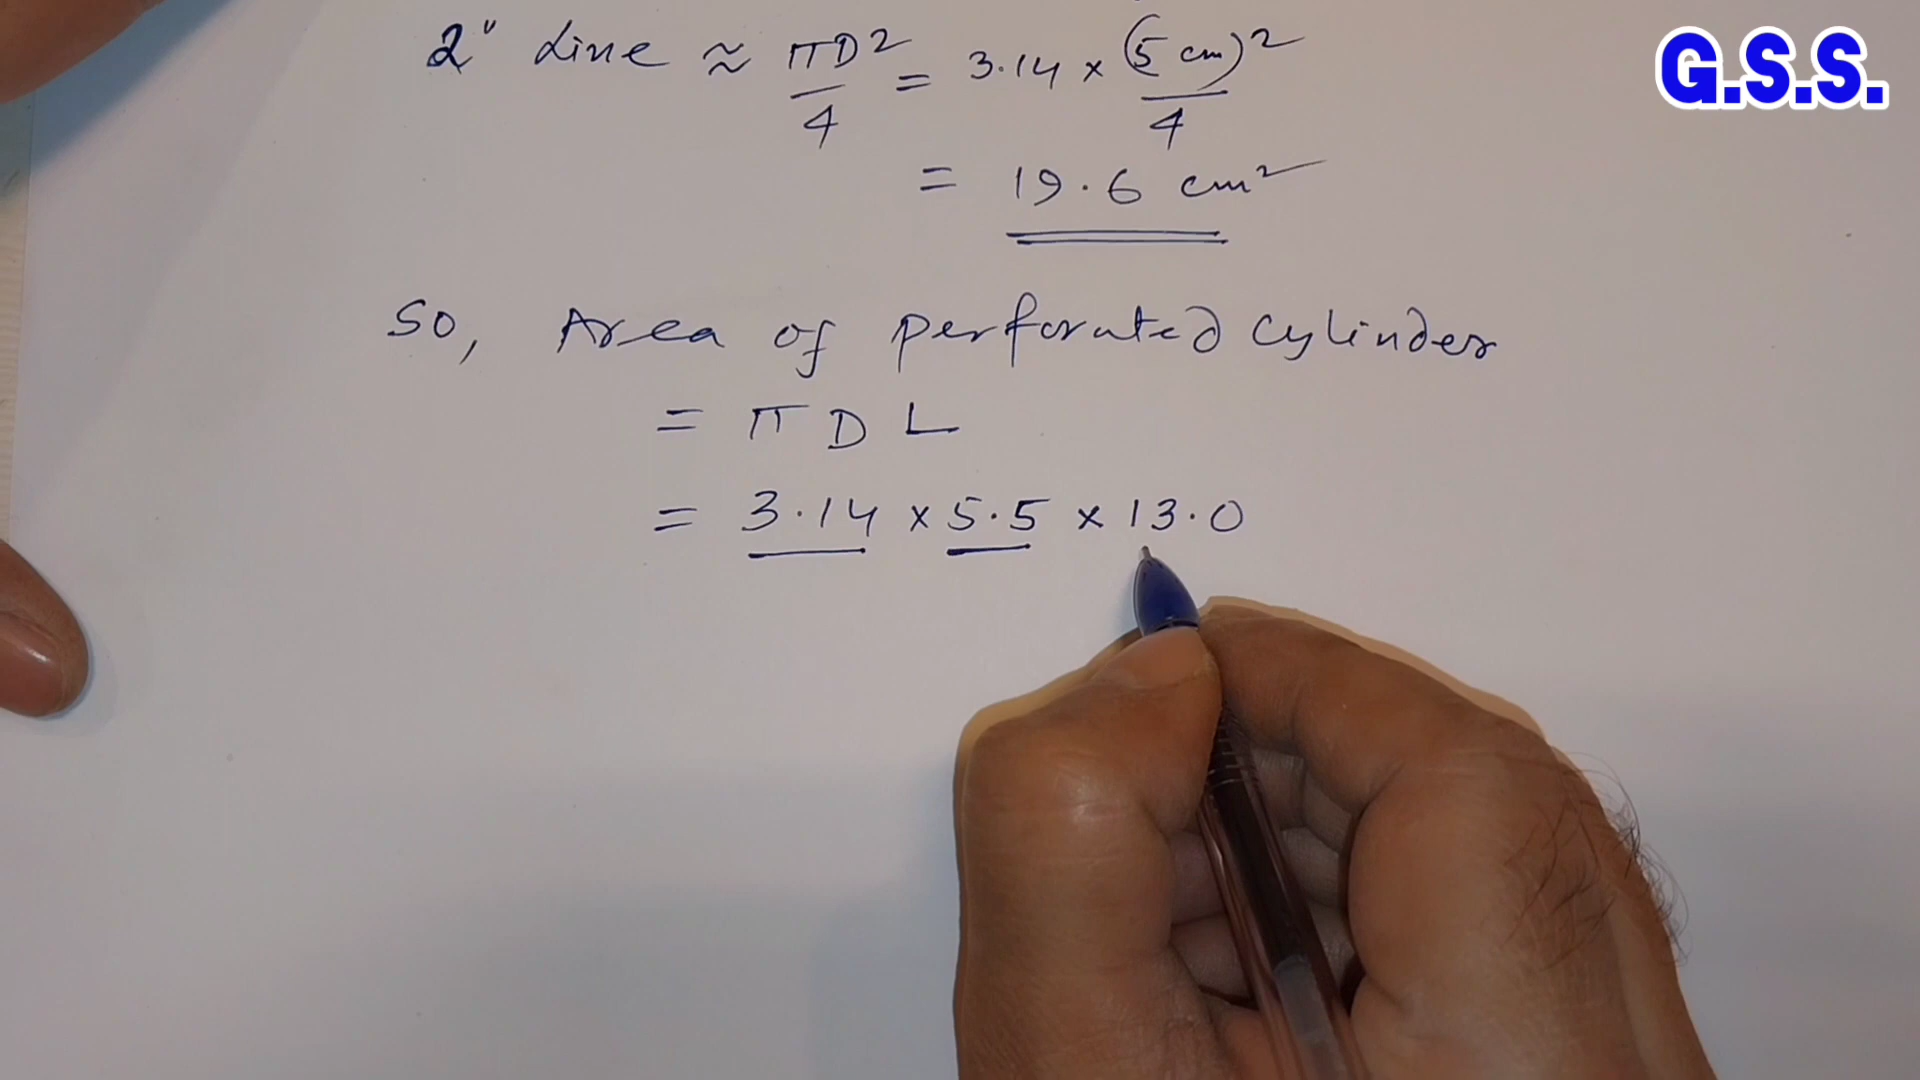 2" Line ≈ πD²/4 = 3.14 × (5 cm)²/4
= 19.6 cm²
So, Area of perforated cylinder
= π D L
= 3.14 × 5.5 × 13.0
G.S.S.